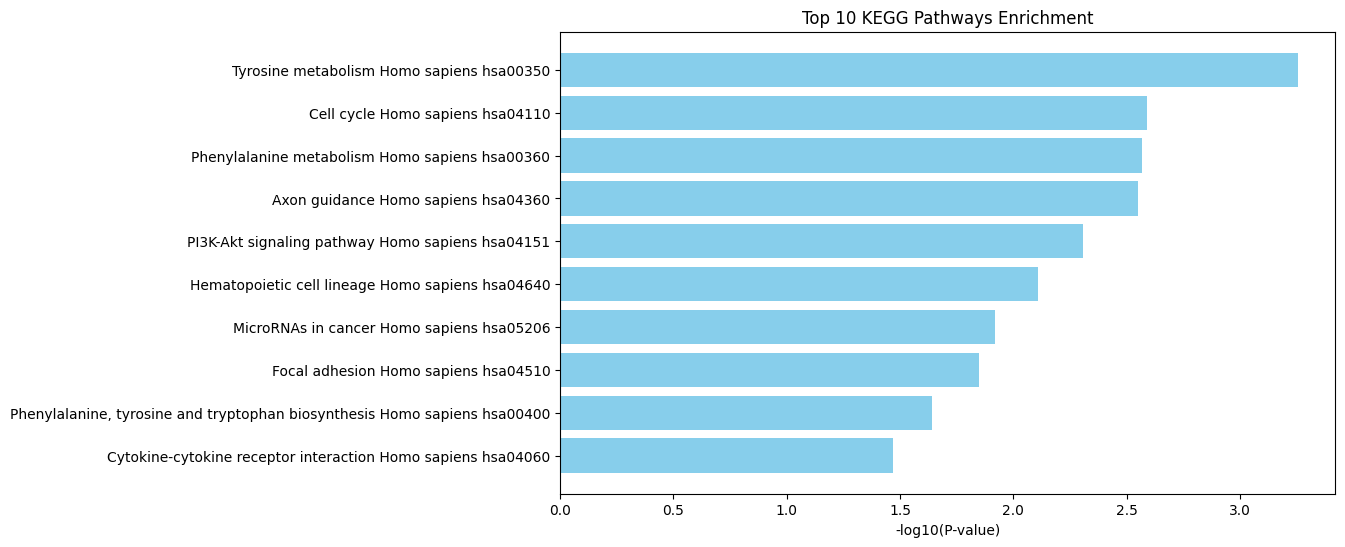 Top 10 KEGG Pathways Enrichment
Tyrosine metabolism Homo sapiens hsa00350
Cell cycle Homo sapiens hsa04110
Phenylalanine metabolism Homo sapiens hsa00360
Axon guidance Homo sapiens hsa04360
PI3K-Akt signaling pathway Homo sapiens hsa04151
Hematopoietic cell lineage Homo sapiens hsa04640
MicroRNAs in cancer Homo sapiens hsa05206
Focal adhesion Homo sapiens hsa04510
Phenylalanine, tyrosine and tryptophan biosynthesis Homo sapiens hsa00400
Cytokine-cytokine receptor interaction Homo sapiens hsa04060
0.0 0.5 1.0 1.5 2.0 2.5 3.0
-log10(P-value)